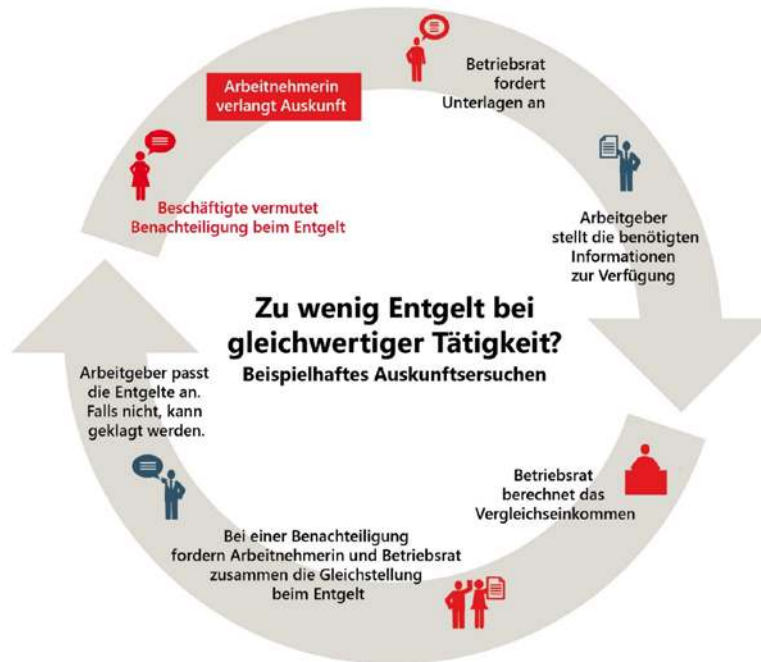 Zu wenig Entgelt bei
gleichwertiger Tätigkeit?
Beispielhaftes Auskunftsersuchen
Beschäftigte vermutet
Benachteiligung beim Entgelt
Arbeitnehmerin
verlangt Auskunft
Betriebsrat
fordert
Unterlagen an
Arbeitgeber
stellt die benötigten
Informationen
zur Verfügung
Betriebsrat
berechnet das
Vergleichseinkommen
Bei einer Benachteiligung
fordern Arbeitnehmerin und Betriebsrat
zusammen die Gleichstellung
beim Entgelt
Arbeitgeber passt
die Entgelte an.
Falls nicht, kann
geklagt werden.